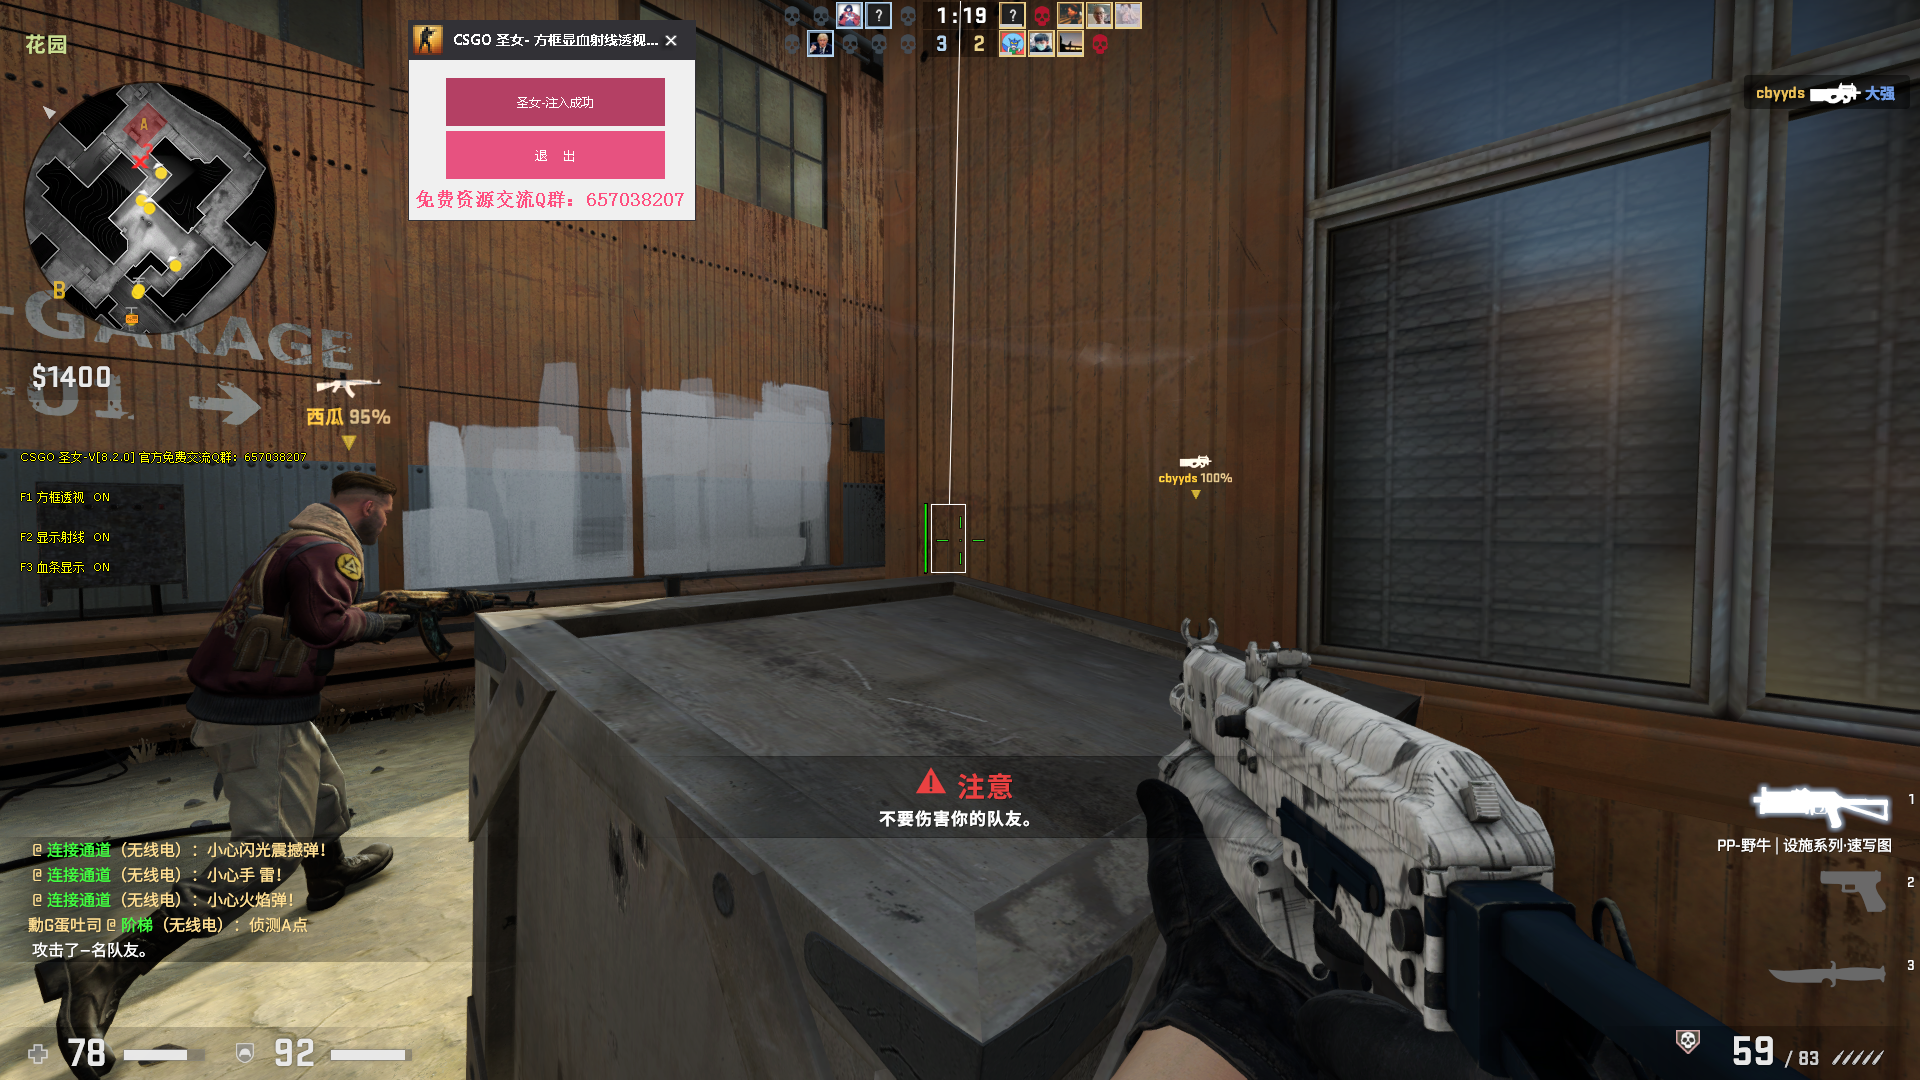 花园
CSGO 圣女- 方框显血射线透视...
圣女-注入成功
退 出
免费资源交流Q群：657038207
? 1:19 ?
3 2
cbyyds 大强
A
?
B
-GARAGE
-01
$1400
西瓜 95%
cbyyds 100%
CSGO 圣女-V[8.2.0] 官方免费交流Q群：657038207
F1 方框透视 ON
F2 显示射线 ON
F3 血条显示 ON
注意
不要伤害你的队友。
1
PP-野牛 | 设施系列·速写图
2
3
@ 连接通道（无线电）：小心闪光震撼弹！
@ 连接通道（无线电）：小心手 雷！
@ 连接通道（无线电）：小心火焰弹！
勳G蛋吐司 @ 阶梯（无线电）：侦测A点
攻击了一名队友。
78 92
59 / 83